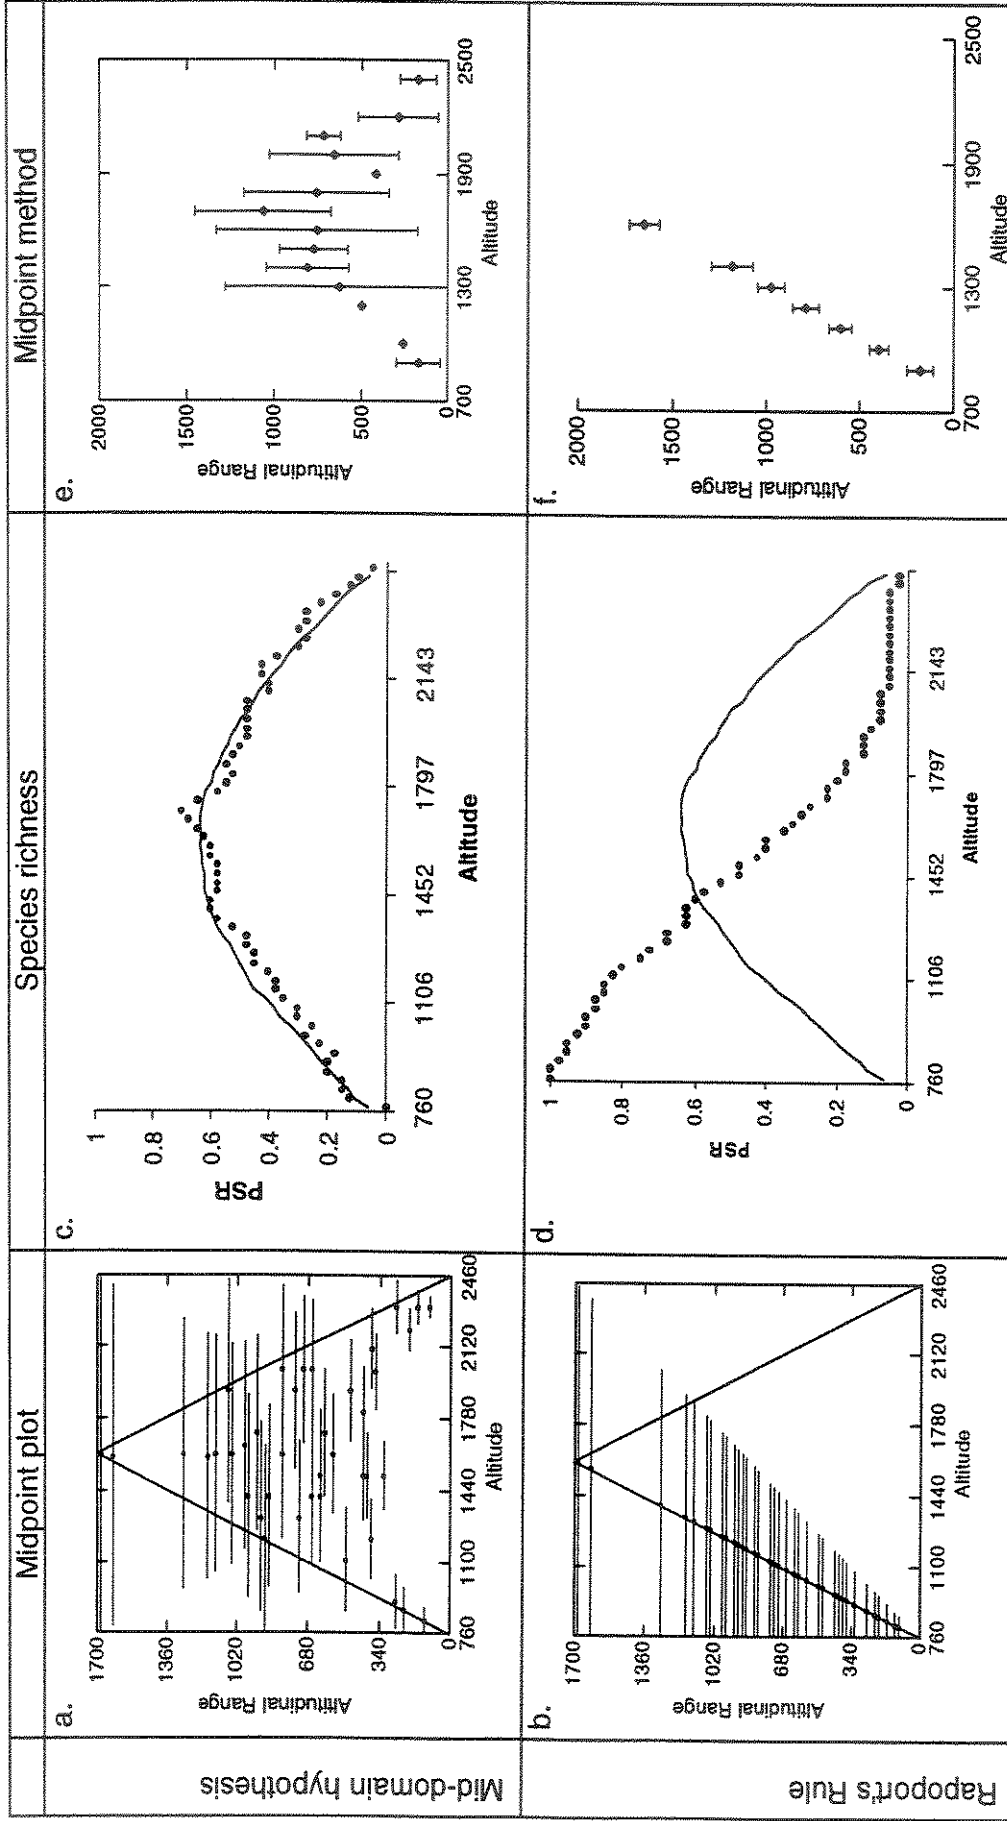 Midpoint plot
Species richness
Midpoint method
Mid-domain hypothesis
a.
Altitudinal Range
1700
1360
1020
680
340
0
760
1100
1440
1780
2120
2460
Altitude
c.
PSR
1
0.8
0.6
0.4
0.2
0
760
1106
1452
1797
2143
Altitude
e.
Altitudinal Range
2000
1500
1000
500
0
700
1300
1900
2500
Altitude
Rapoport's Rule
b.
Altitudinal Range
1700
1360
1020
680
340
0
760
1100
1440
1780
2120
2460
Altitude
d.
PSR
1
0.8
0.6
0.4
0.2
0
760
1106
1452
1797
2143
Altitude
f.
Altitudinal Range
2000
1500
1000
500
0
700
1300
1900
2500
Altitude